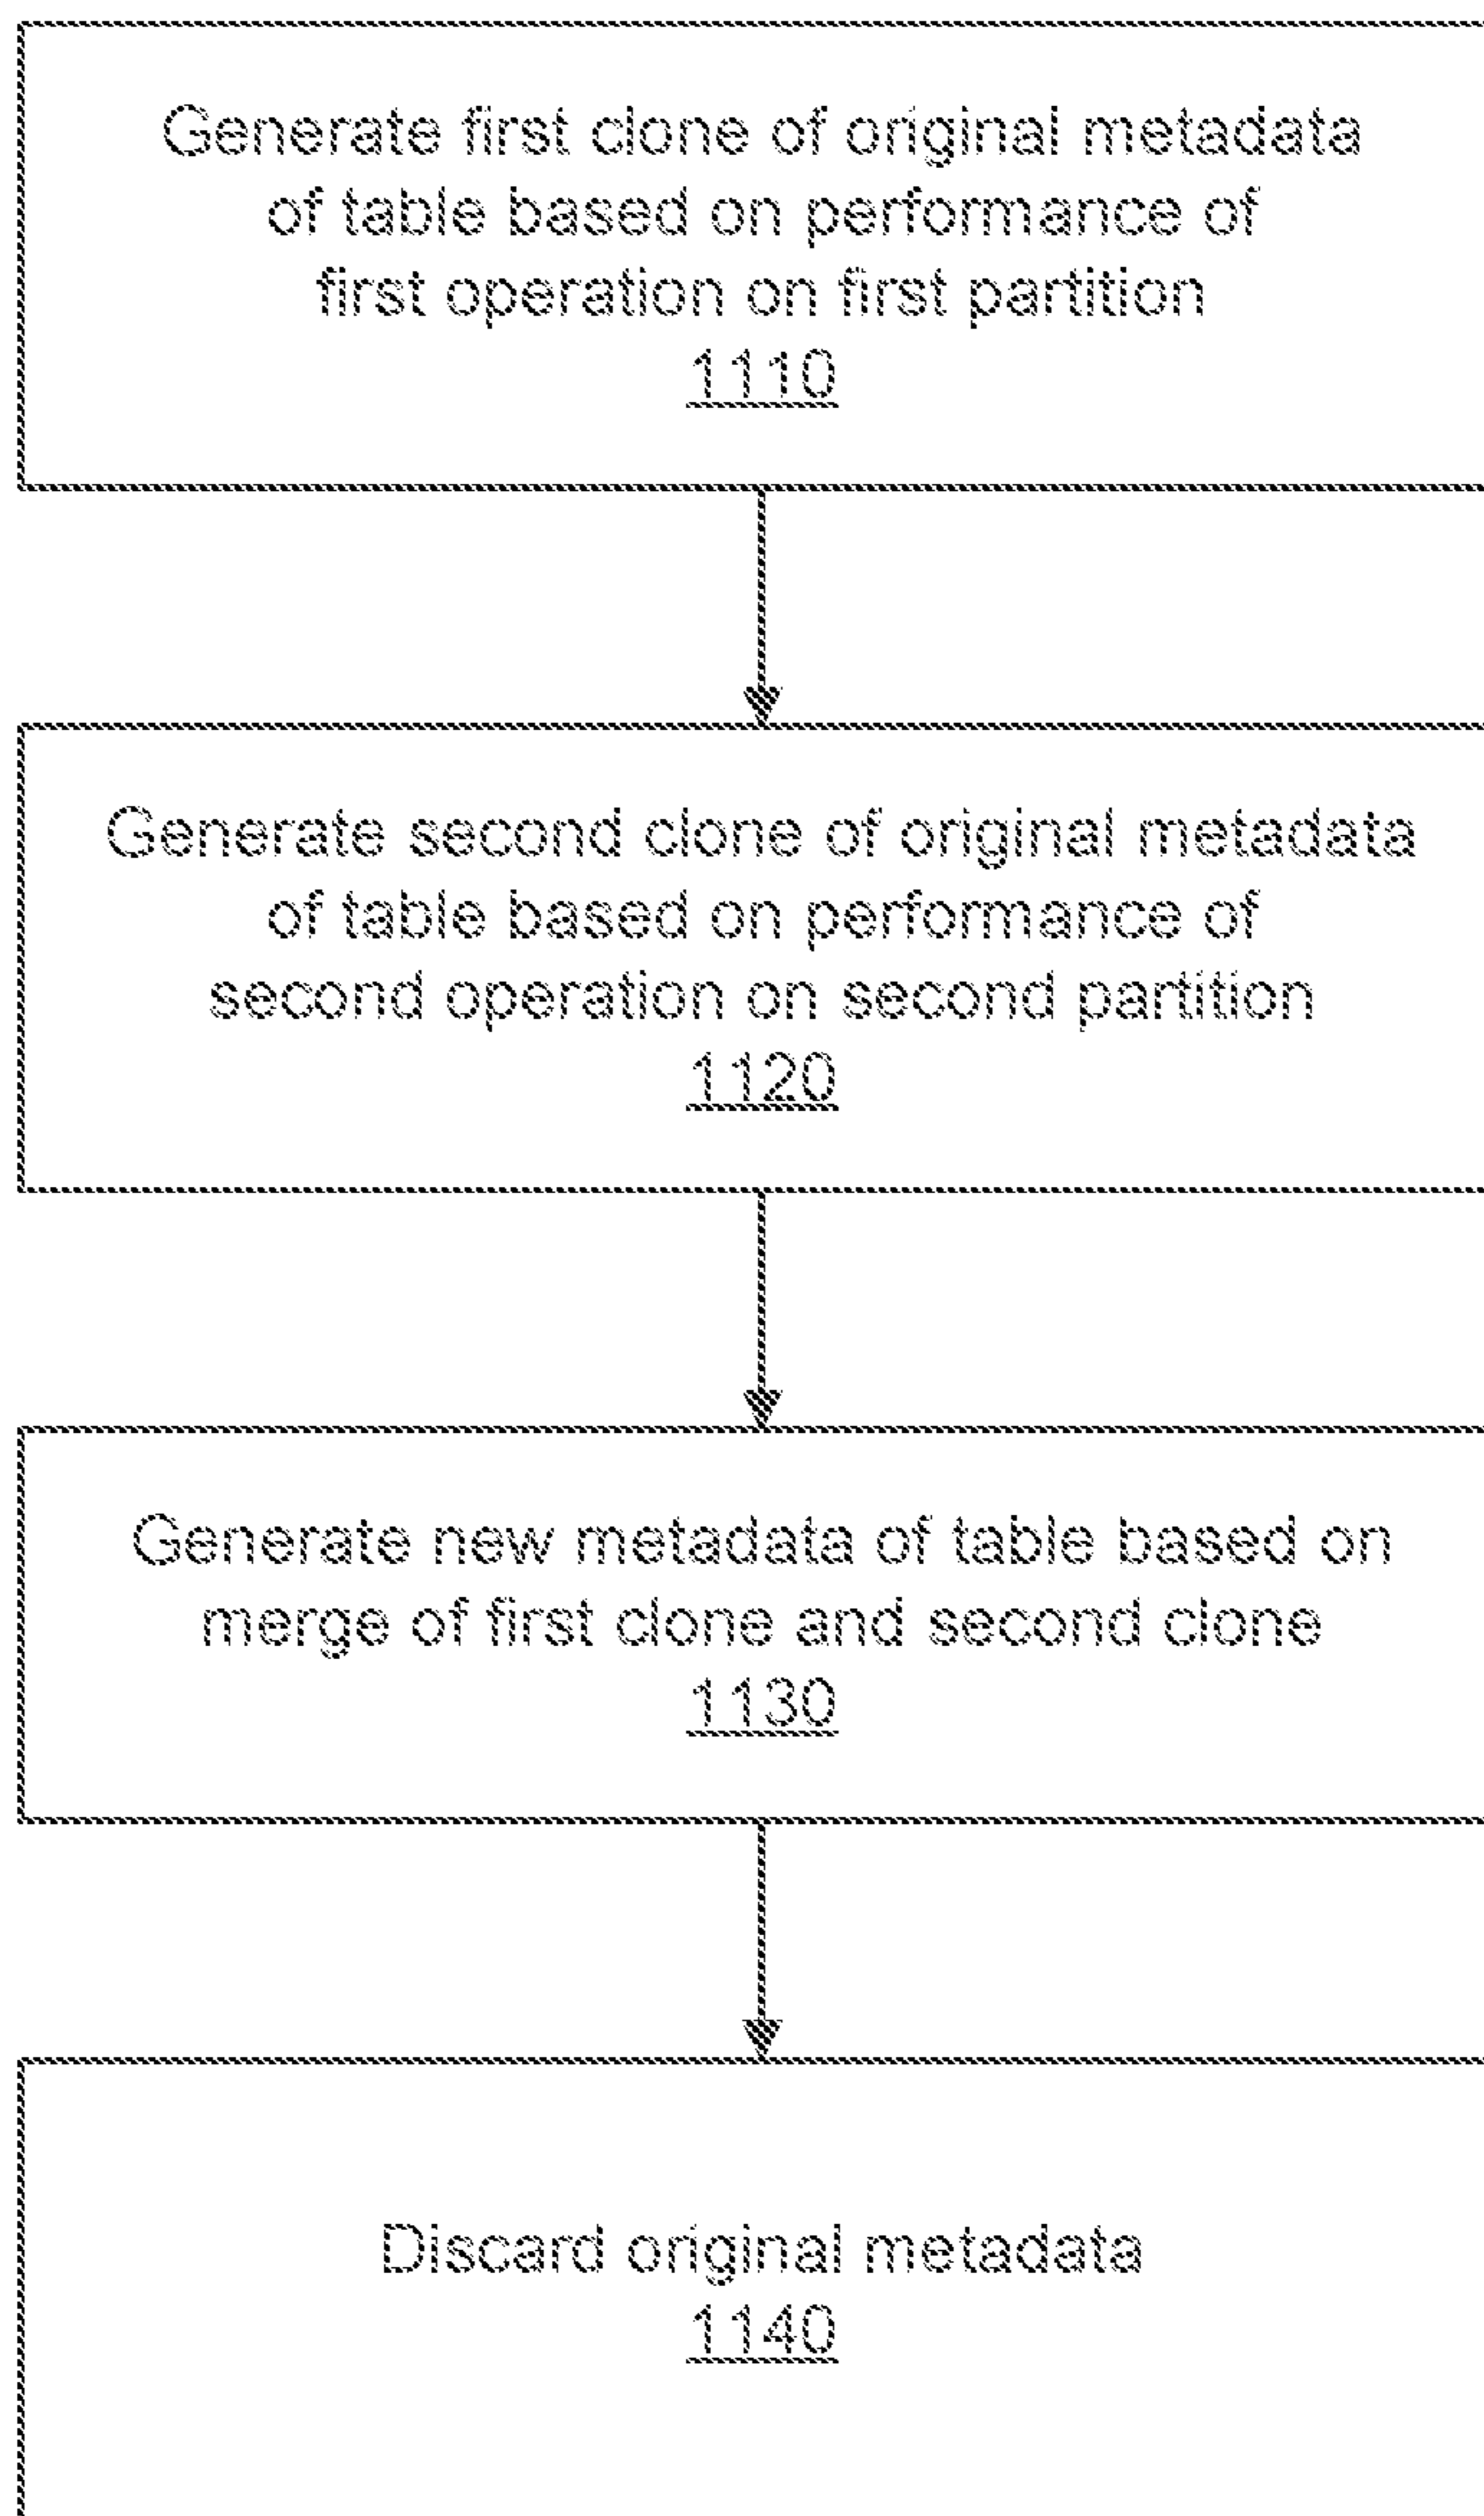 Generate first clone of original metadata
of table based on performance of
first operation on first partition
1110
Generate second clone of original metadata
of table based on performance of
second operation on second partition
1120
Generate new metadata of table based on
merge of first clone and second clone
1130
Discard original metadata
1140